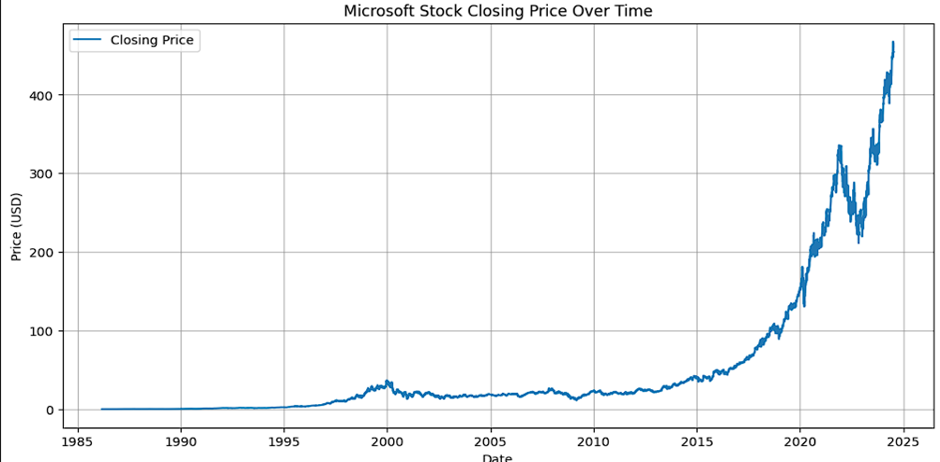 Microsoft Stock Closing Price Over Time
Closing Price
Price (USD)
400
300
200
100
0
1985 1990 1995 2000 2005 2010 2015 2020 2025
Date